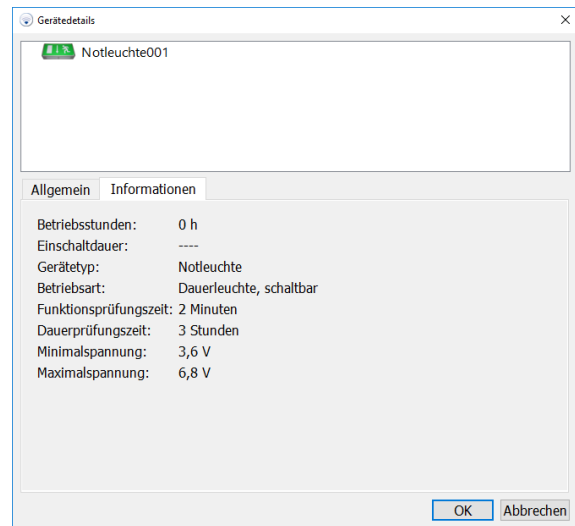 Gerätedetails
Notleuchte001
Allgemein Informationen
Betriebsstunden: 0 h
Einschaltdauer: ----
Gerätetyp: Notleuchte
Betriebsart: Dauerleuchte, schaltbar
Funktionsprüfungszeit: 2 Minuten
Dauerprüfungszeit: 3 Stunden
Minimalspannung: 3,6 V
Maximalspannung: 6,8 V
OK Abbrechen